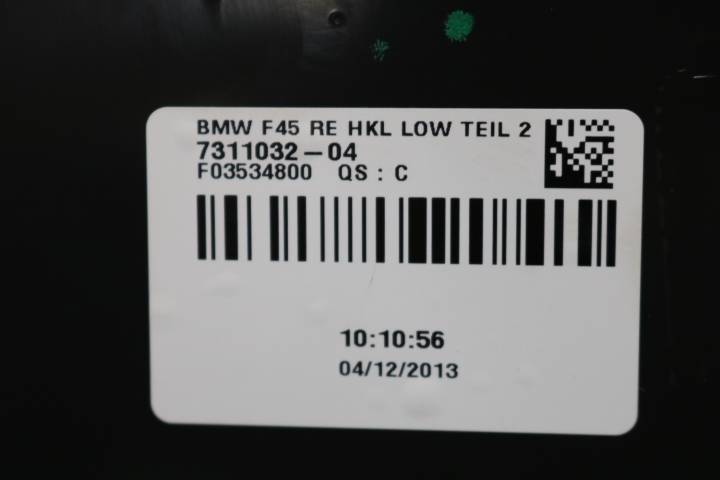 BMW F45 RE HKL LOW TEIL 2
7311032-04
F03534800 QS : C
10:10:56
04/12/2013